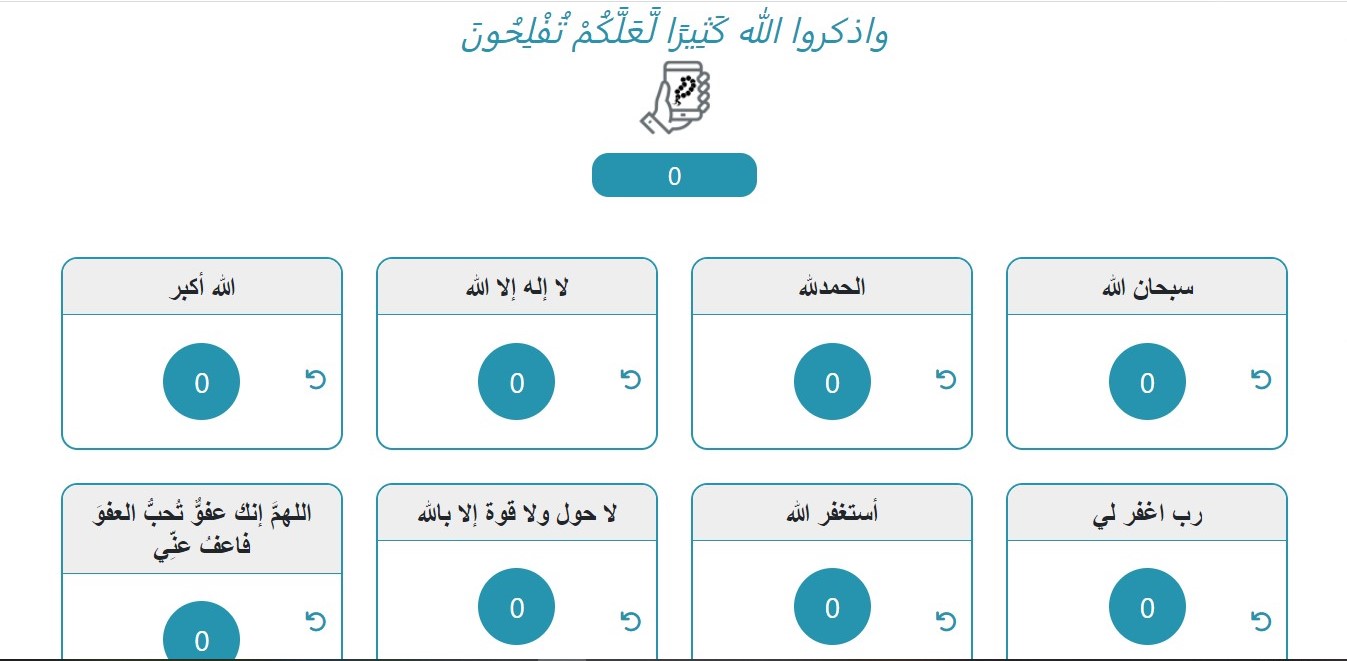 واذكروا الله كَثِيرًا لَّعَلَّكُمْ تُفْلِحُونَ
0
سبحان الله
الحمدلله
لا إله إلا الله
الله أكبر
0
0
0
0
رب اغفر لي
أستغفر الله
لا حول ولا قوة إلا بالله
اللهمَّ إنك عفوٌّ تُحبُّ العفوَ
فاعفُ عنِّي
0
0
0
0